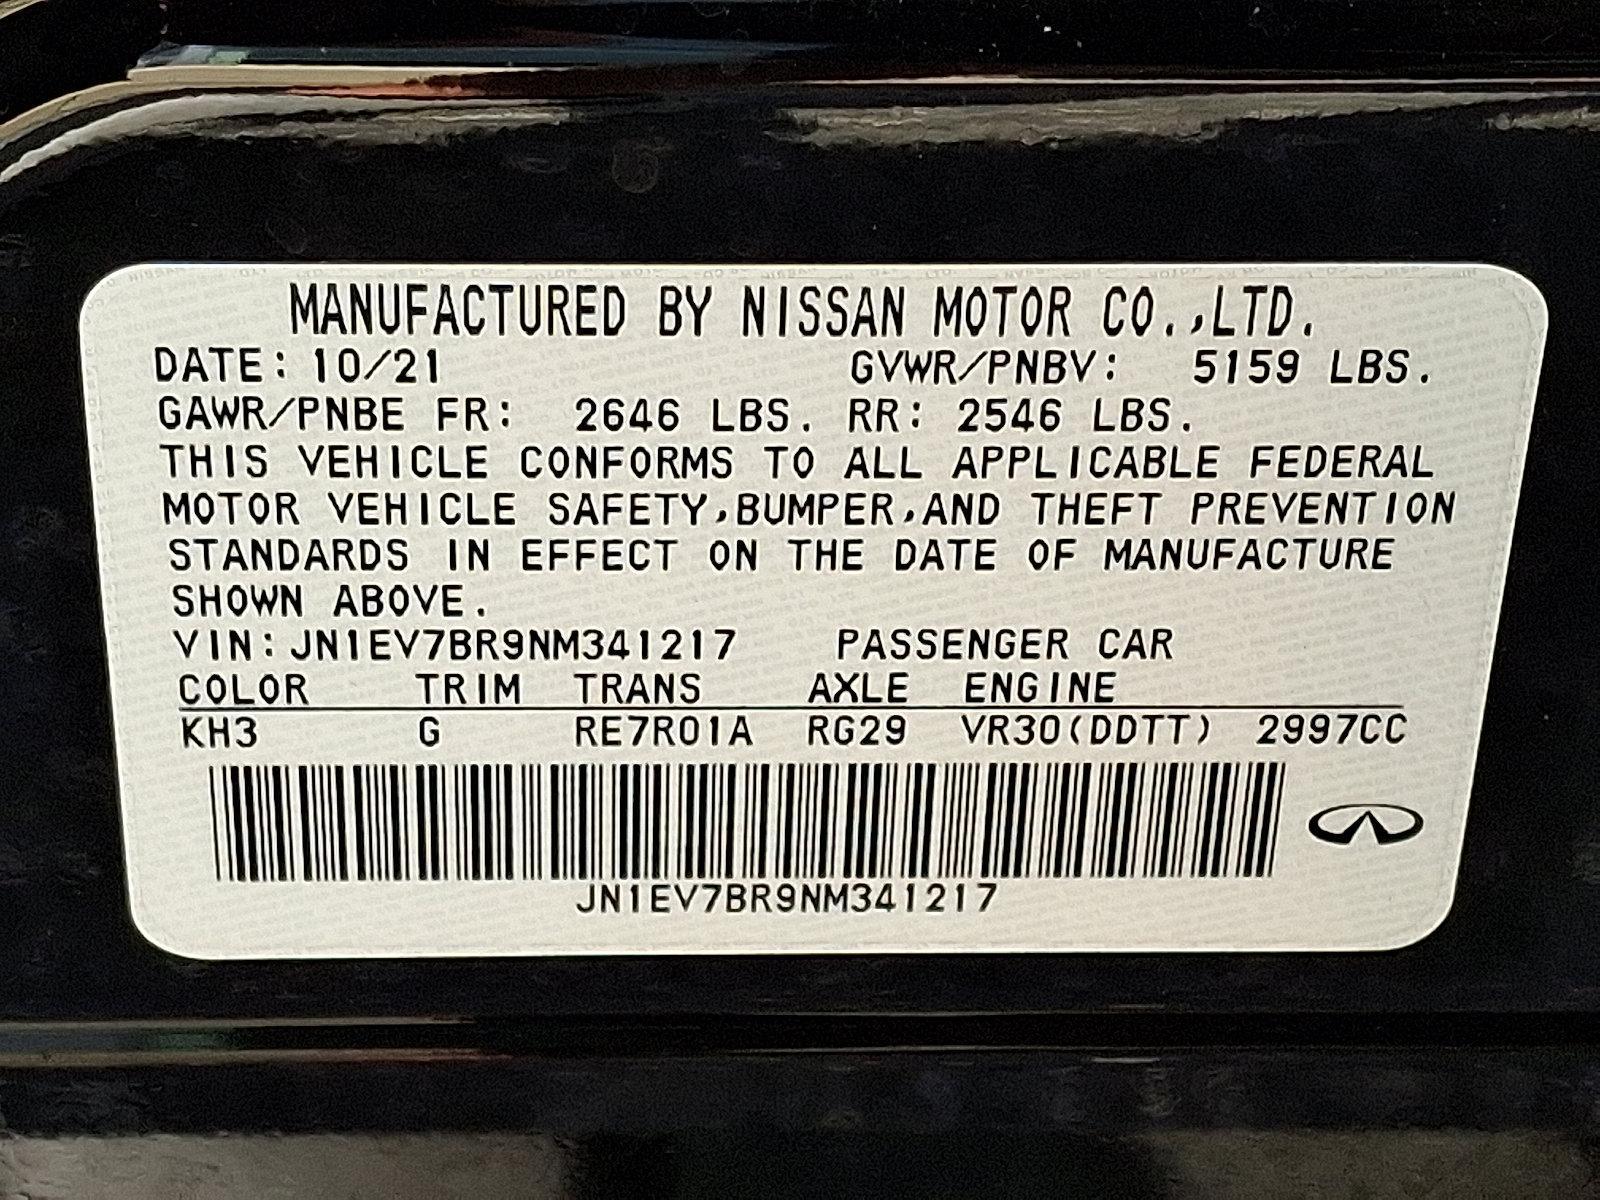 MANUFACTURED BY NISSAN MOTOR CO.,LTD.
DATE: 10/21 GVWR/PNBV: 5159 LBS.
GAWR/PNBE FR: 2646 LBS. RR: 2546 LBS.
THIS VEHICLE CONFORMS TO ALL APPLICABLE FEDERAL
MOTOR VEHICLE SAFETY,BUMPER,AND THEFT PREVENTION
STANDARDS IN EFFECT ON THE DATE OF MANUFACTURE
SHOWN ABOVE.
VIN: JN1EV7BR9NM341217 PASSENGER CAR
COLOR TRIM TRANS AXLE ENGINE
KH3 G RE7R01A RG29 VR30(DDTT) 2997CC
JN1EV7BR9NM341217